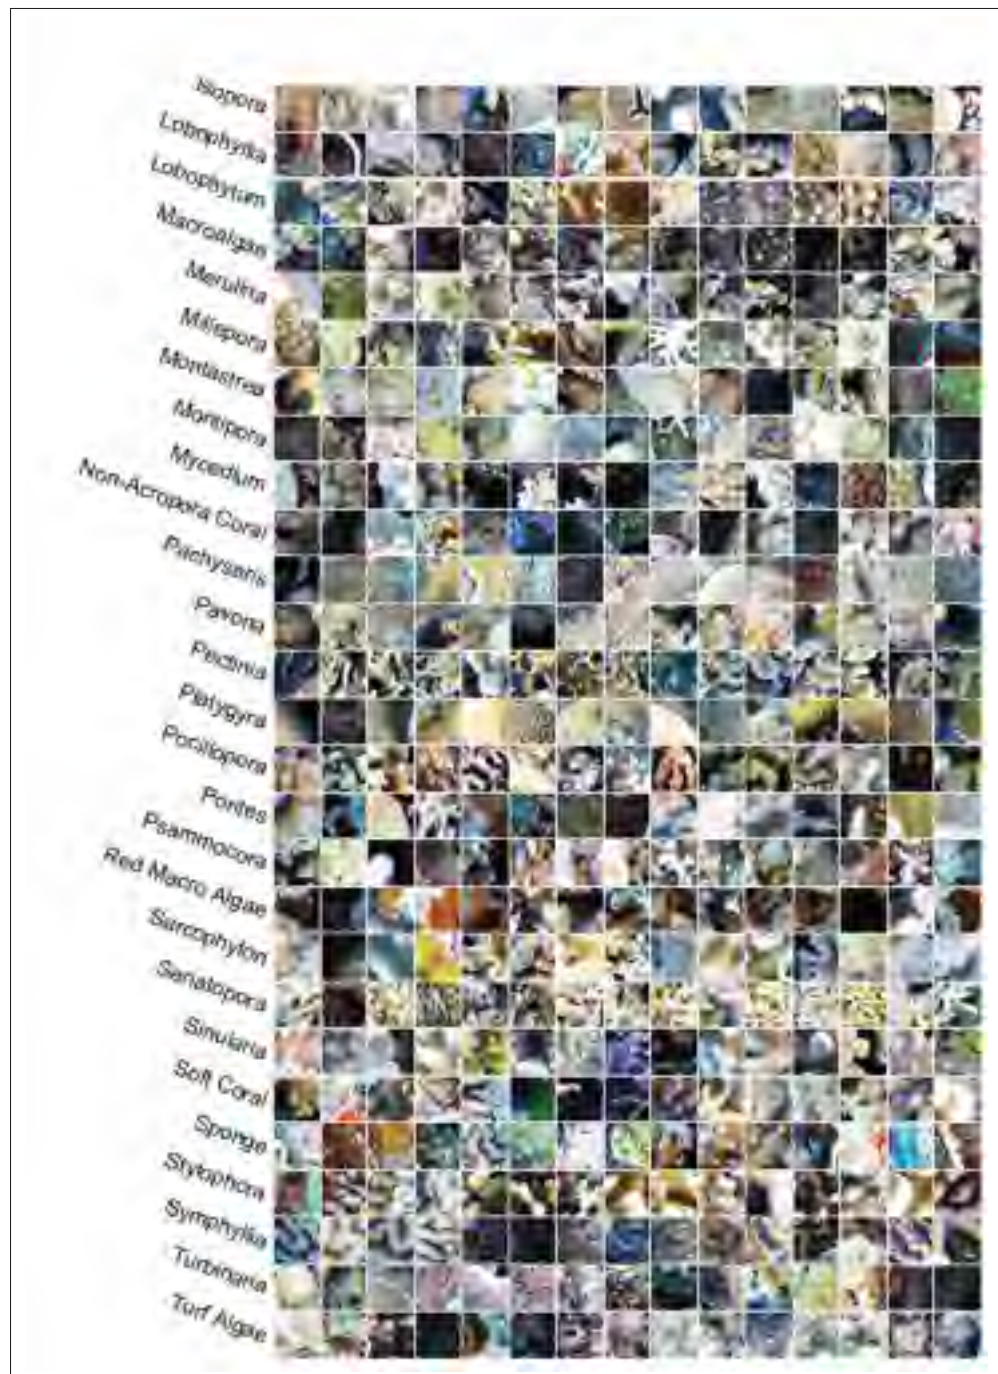 Isopora
Lobophyllia
Lobophytum
Macroalgae
Merulina
Millepora
Montastrea
Montipora
Mycedium
Non-Acropora Coral
Pachyseris
Pavona
Pectinia
Platygyra
Pocillopora
Porites
Psammocora
Red Macro Algae
Sarcophyton
Seriatopora
Sinularia
Soft Coral
Sponge
Stylophora
Symphyllia
Turbinaria
Turf Algae